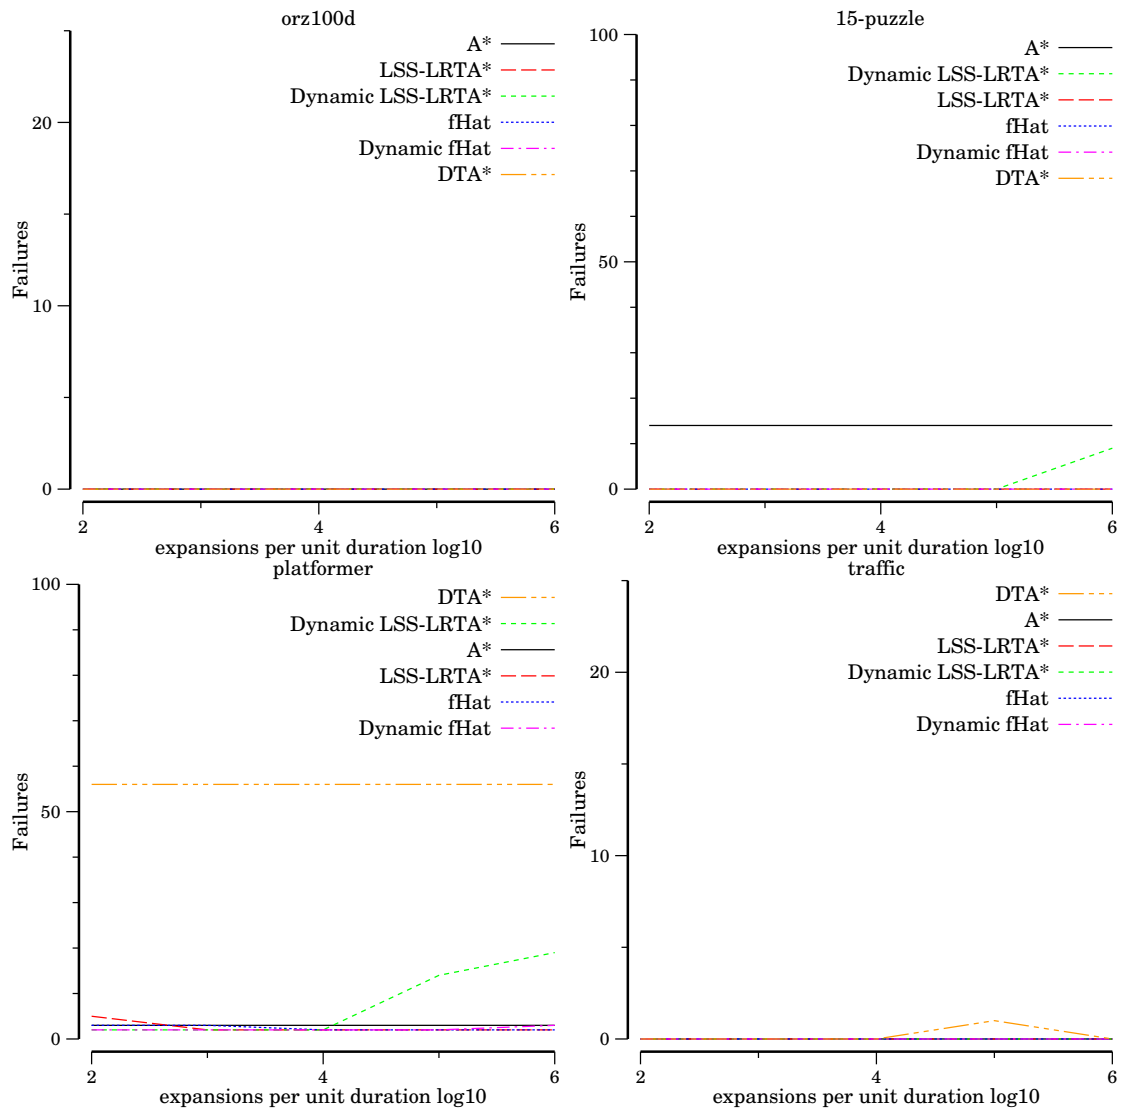 orz100d
A*
LSS-LRTA*
Dynamic LSS-LRTA*
fHat
Dynamic fHat
DTA*
20
10
0
Failures
2 4 6
expansions per unit duration log10
15-puzzle
A*
Dynamic LSS-LRTA*
LSS-LRTA*
fHat
Dynamic fHat
DTA*
100
50
0
Failures
2 4 6
expansions per unit duration log10
platformer
DTA*
Dynamic LSS-LRTA*
A*
LSS-LRTA*
fHat
Dynamic fHat
100
50
0
Failures
2 4 6
expansions per unit duration log10
traffic
DTA*
A*
LSS-LRTA*
Dynamic LSS-LRTA*
fHat
Dynamic fHat
20
10
0
Failures
2 4 6
expansions per unit duration log10